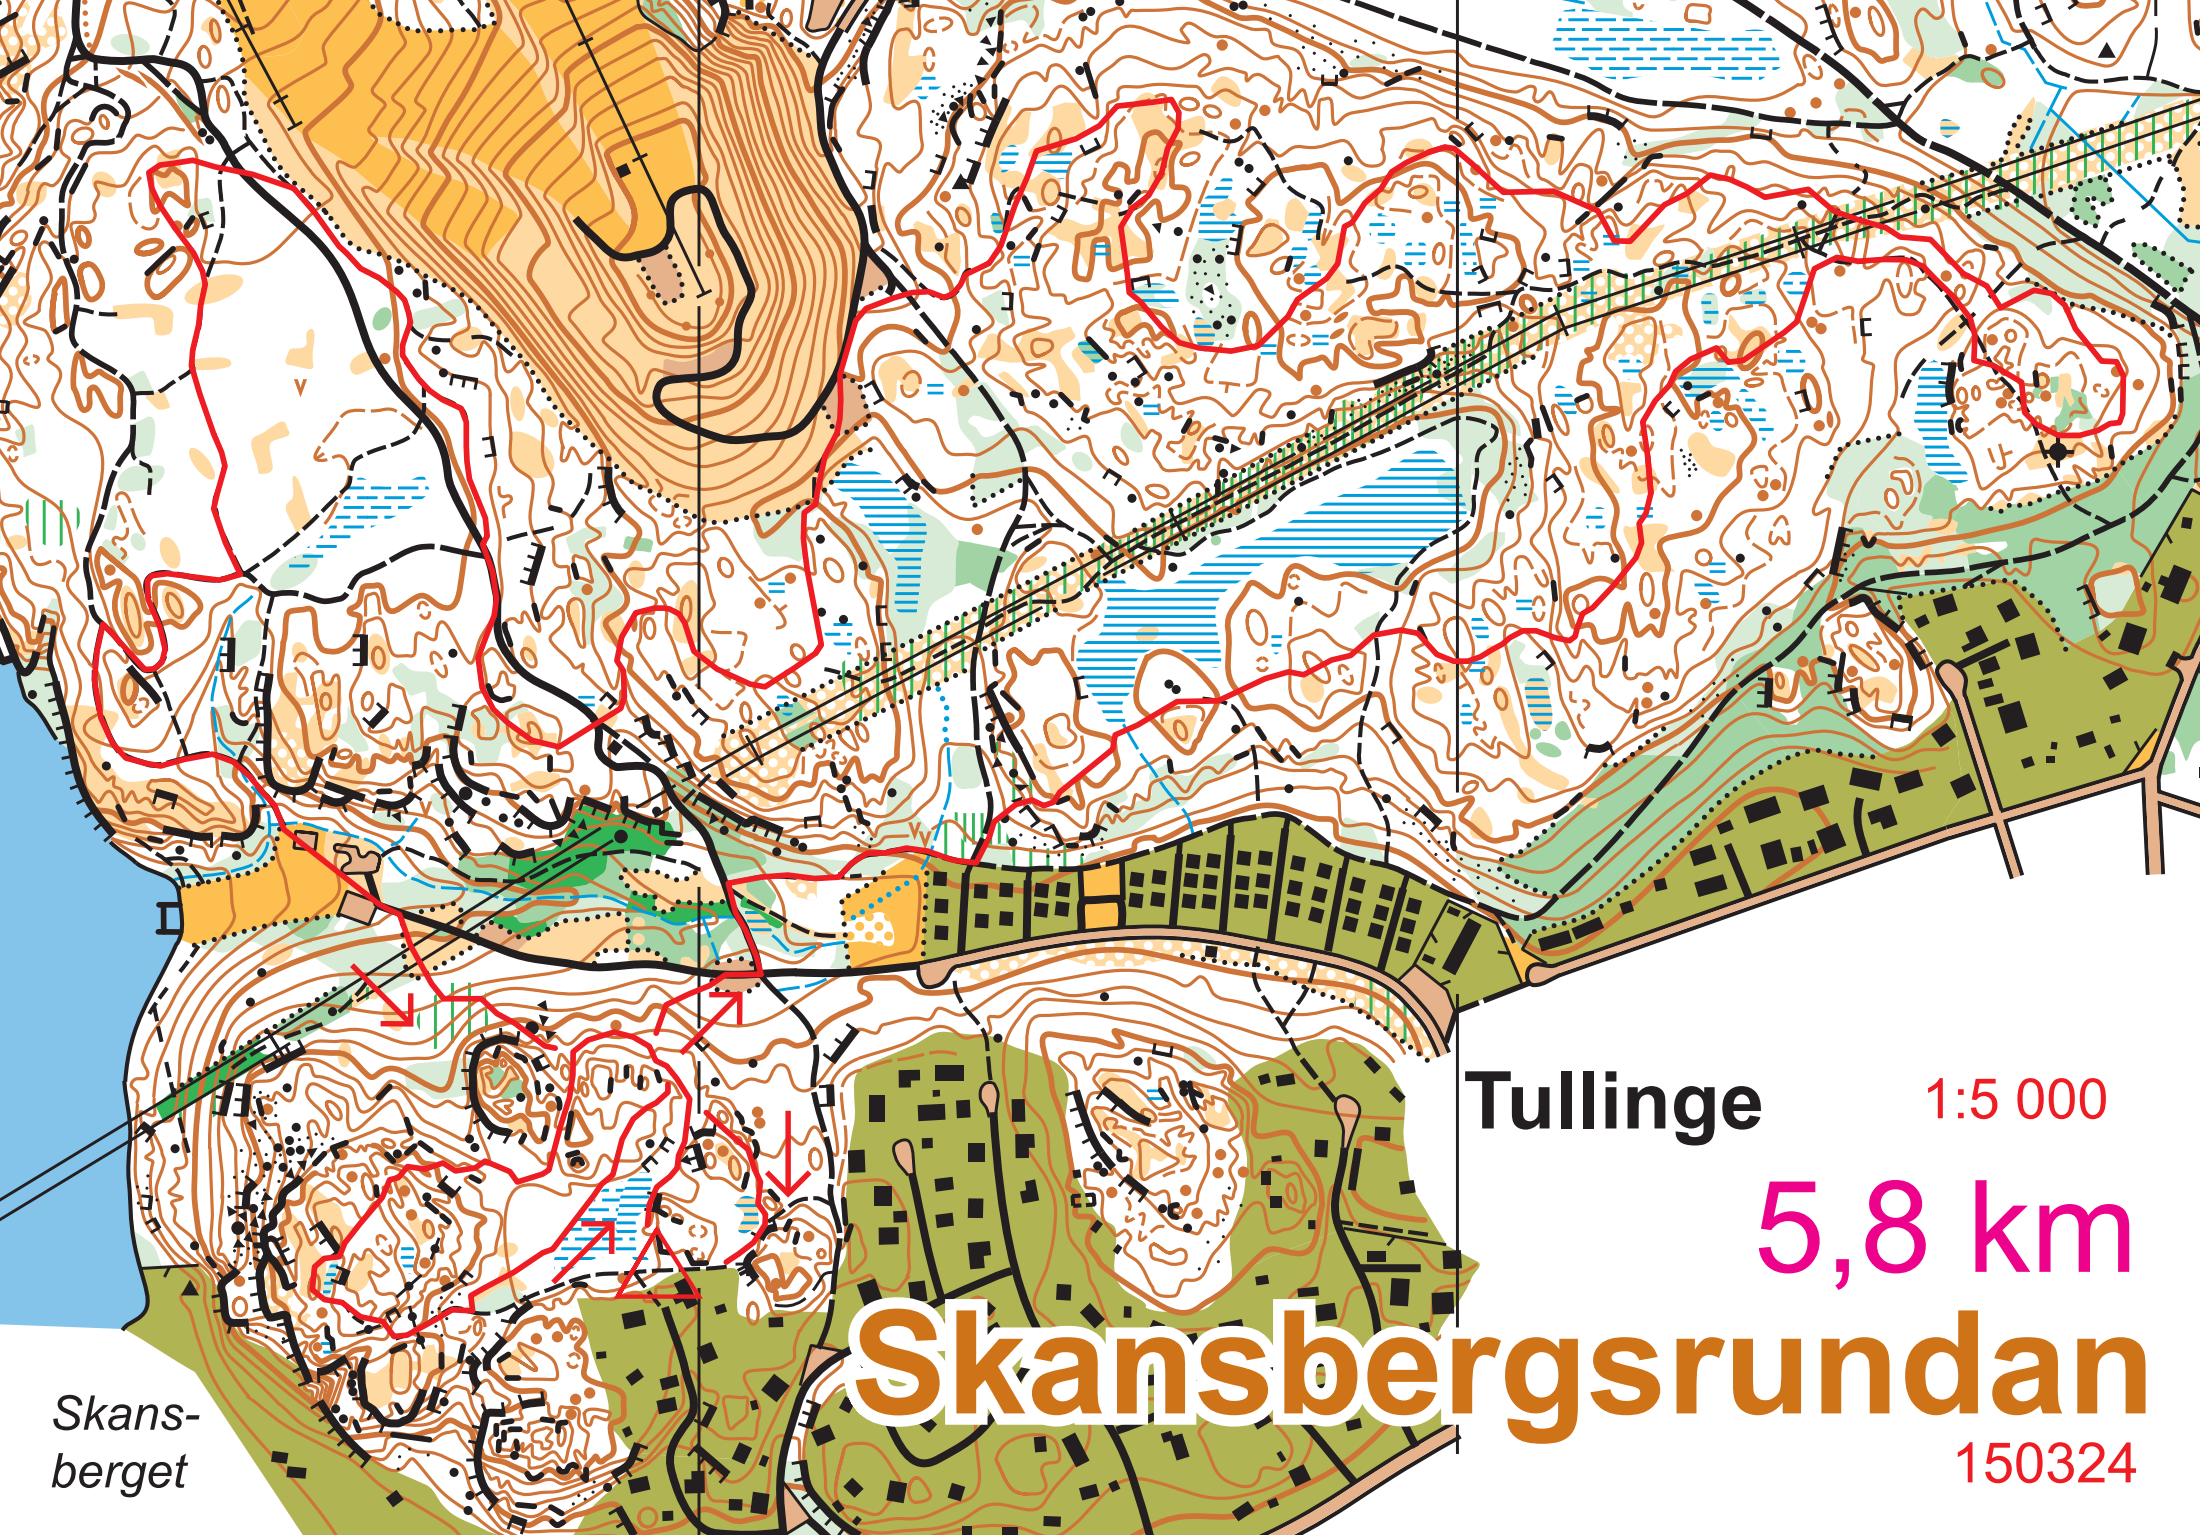 Tullinge
1:5 000
5,8 km
Skansbergsrundan
150324
Skans-
berget